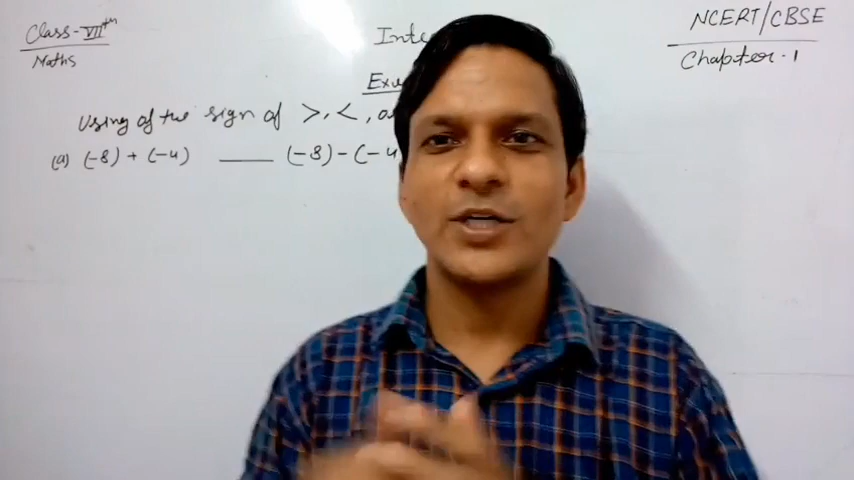 Class-VIIth
Maths
NCERT/CBSE
Chapter-1
Using of the sign of >, <,
(a) (-8) + (-4) ____ (-8) - (-4